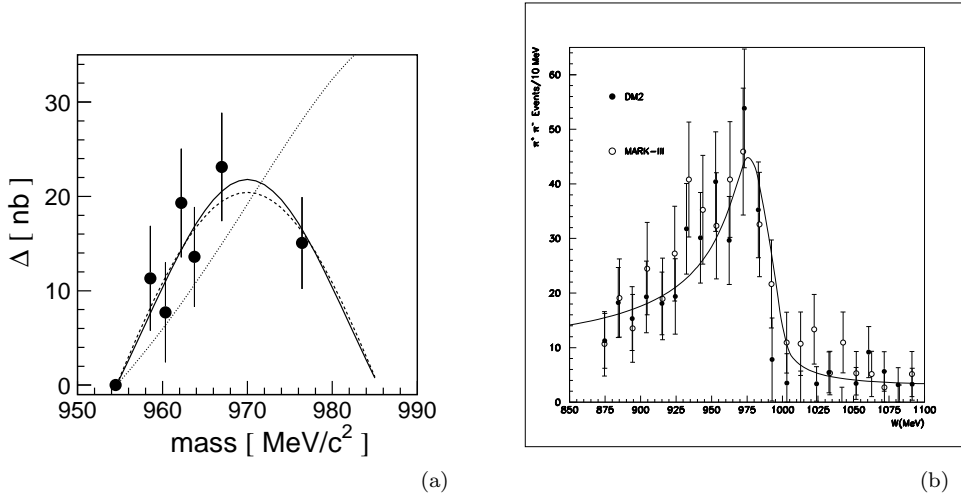 Δ [ nb]
30
20
10
0
950 960 970 980 990
mass [ MeV/c²]
(a)
π⁺ π⁻ Events/10 MeV
60
50
40
30
20
10
0
DM2
MARK-III
850 875 900 925 950 975 1000 1025 1050 1075 1100
W(MeV)
(b)